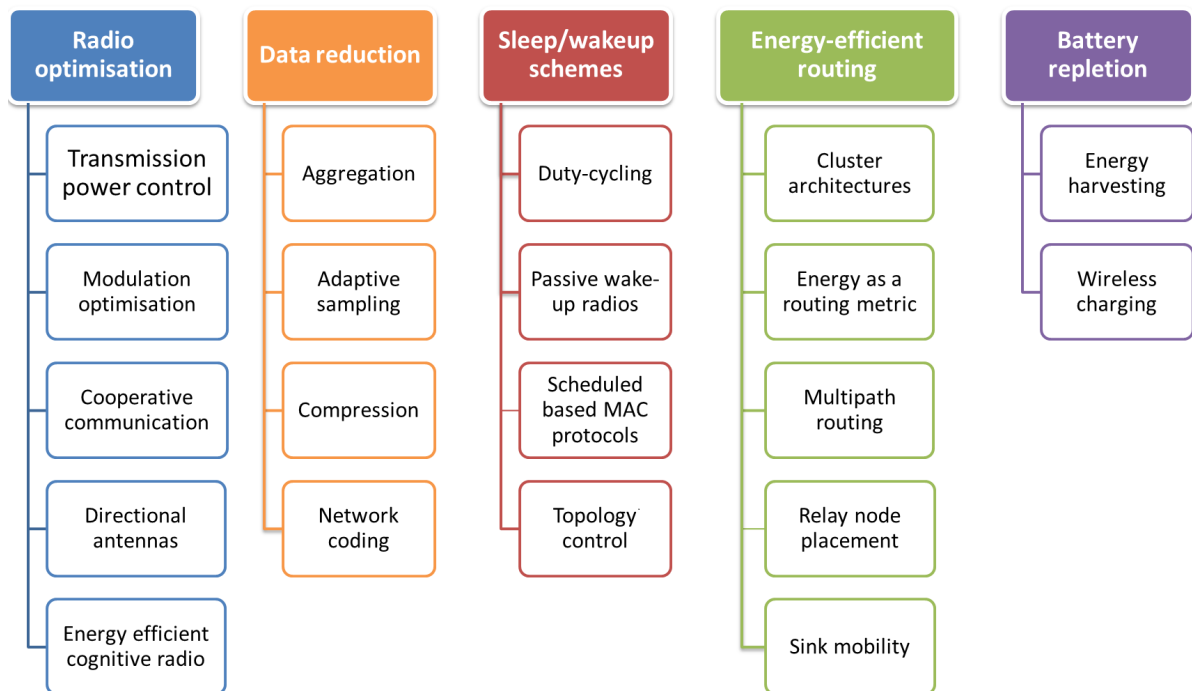 Radio
optimisation
Transmission
power control
Modulation
optimisation
Cooperative
communication
Directional
antennas
Energy efficient
cognitive radio
Data reduction
Aggregation
Adaptive
sampling
Compression
Network
coding
Sleep/wakeup
schemes
Duty-cycling
Passive wake-
up radios
Scheduled
based MAC
protocols
Topology
control
Energy-efficient
routing
Cluster
architectures
Energy as a
routing metric
Multipath
routing
Relay node
placement
Sink mobility
Battery
repletion
Energy
harvesting
Wireless
charging